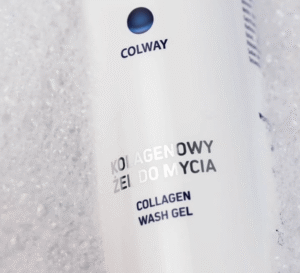 COLWAY
KOLAGENOWY
ŻEL DO MYCIA
COLLAGEN
WASH GEL